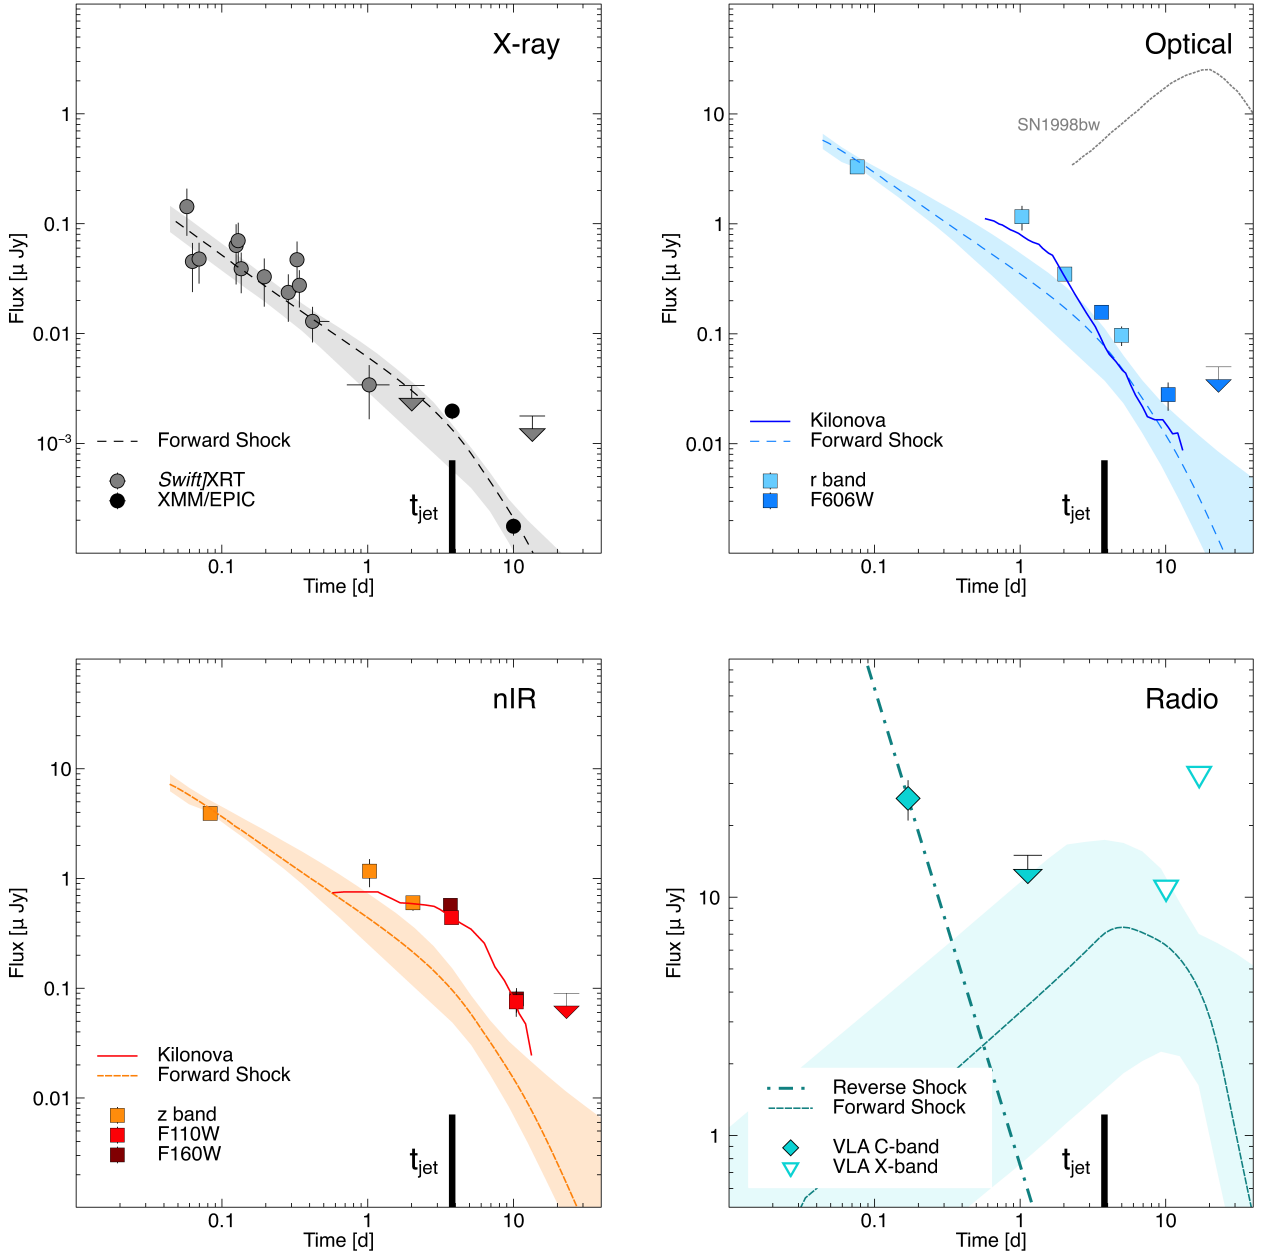 X-ray
1
0.1
0.01
10⁻³
Flux [μ Jy]
Forward Shock
Swift/XRT
XMM/EPIC
tjet
0.1
1
10
Time [d]
Optical
10
1
0.1
0.01
Flux [μ Jy]
SN1998bw
Kilonova
Forward Shock
r band
F606W
tjet
0.1
1
10
Time [d]
nIR
10
1
0.1
0.01
Flux [μ Jy]
Kilonova
Forward Shock
z band
F110W
F160W
tjet
0.1
1
10
Time [d]
Radio
10
1
Flux [μ Jy]
Reverse Shock
Forward Shock
VLA C-band
VLA X-band
tjet
0.1
1
10
Time [d]